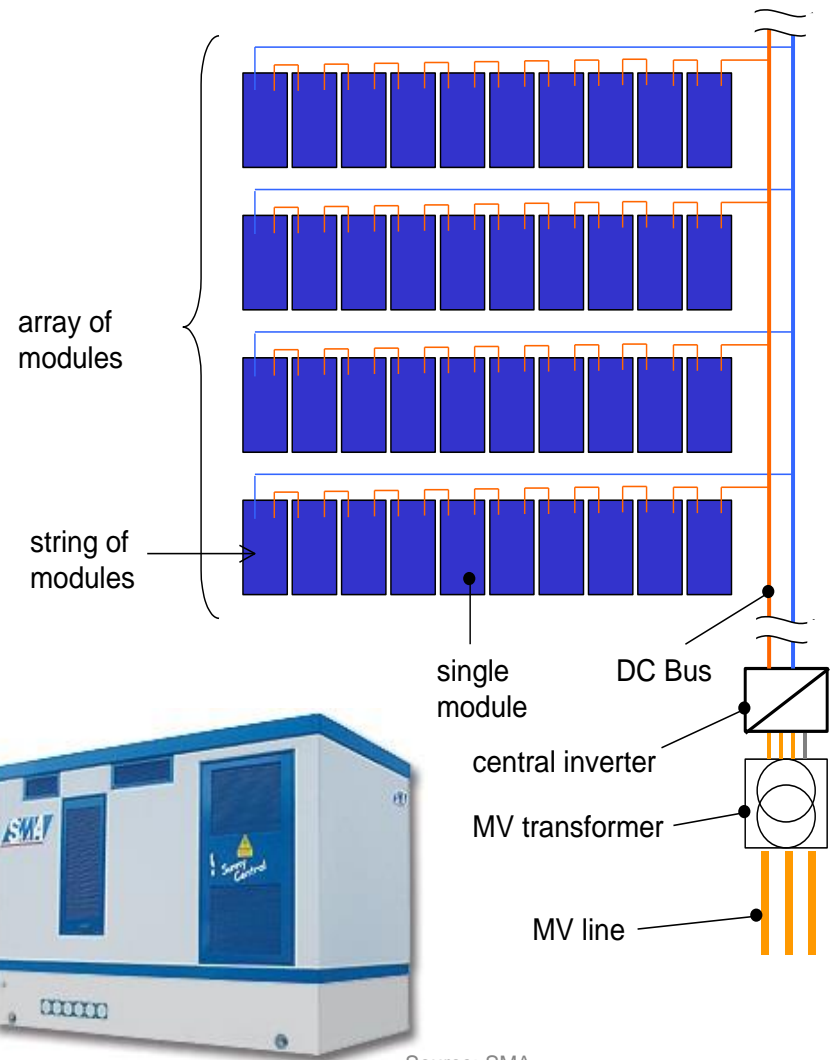 array of
modules
string of
modules
single
module
DC Bus
central inverter
MV transformer
MV line
SMA
Sunny
Central
Source: SMA